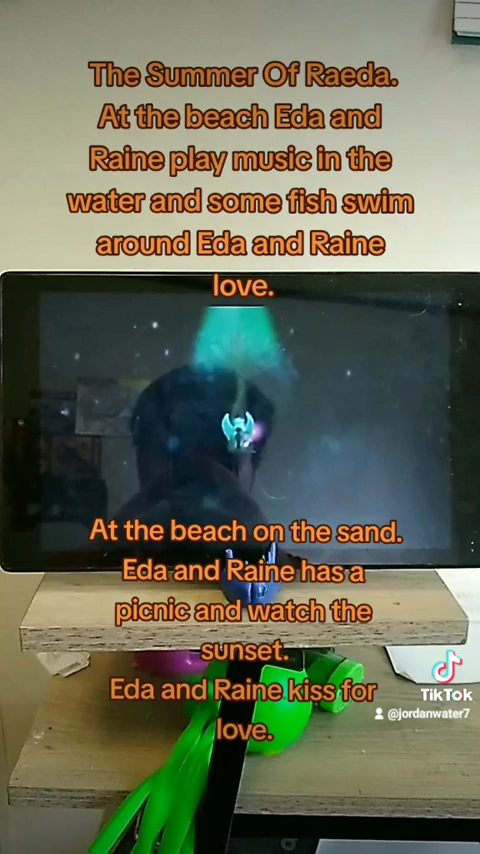 The Summer Of Raeda.
At the beach Eda and
Raine play music in the
water and some fish swim
around Eda and Raine
love.
At the beach on the sand.
Eda and Raine has a
picnic and watch the
sunset.
Eda and Raine kiss for
love.
TikTok
@jordanwater7